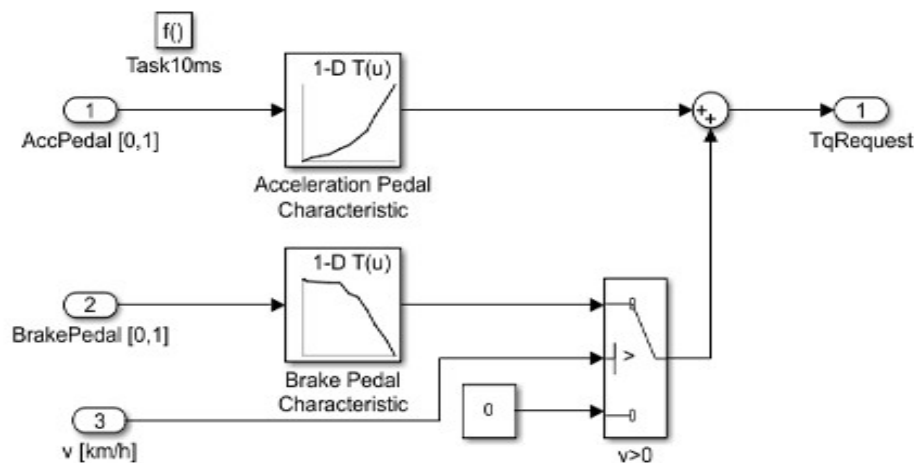 f()
Task10ms
1-D T(u)
1
AccPedal [0,1]
Acceleration Pedal
Characteristic
+
+
1
TqRequest
1-D T(u)
2
BrakePedal [0,1]
Brake Pedal
Characteristic
>
0
3
v [km/h]
v>0